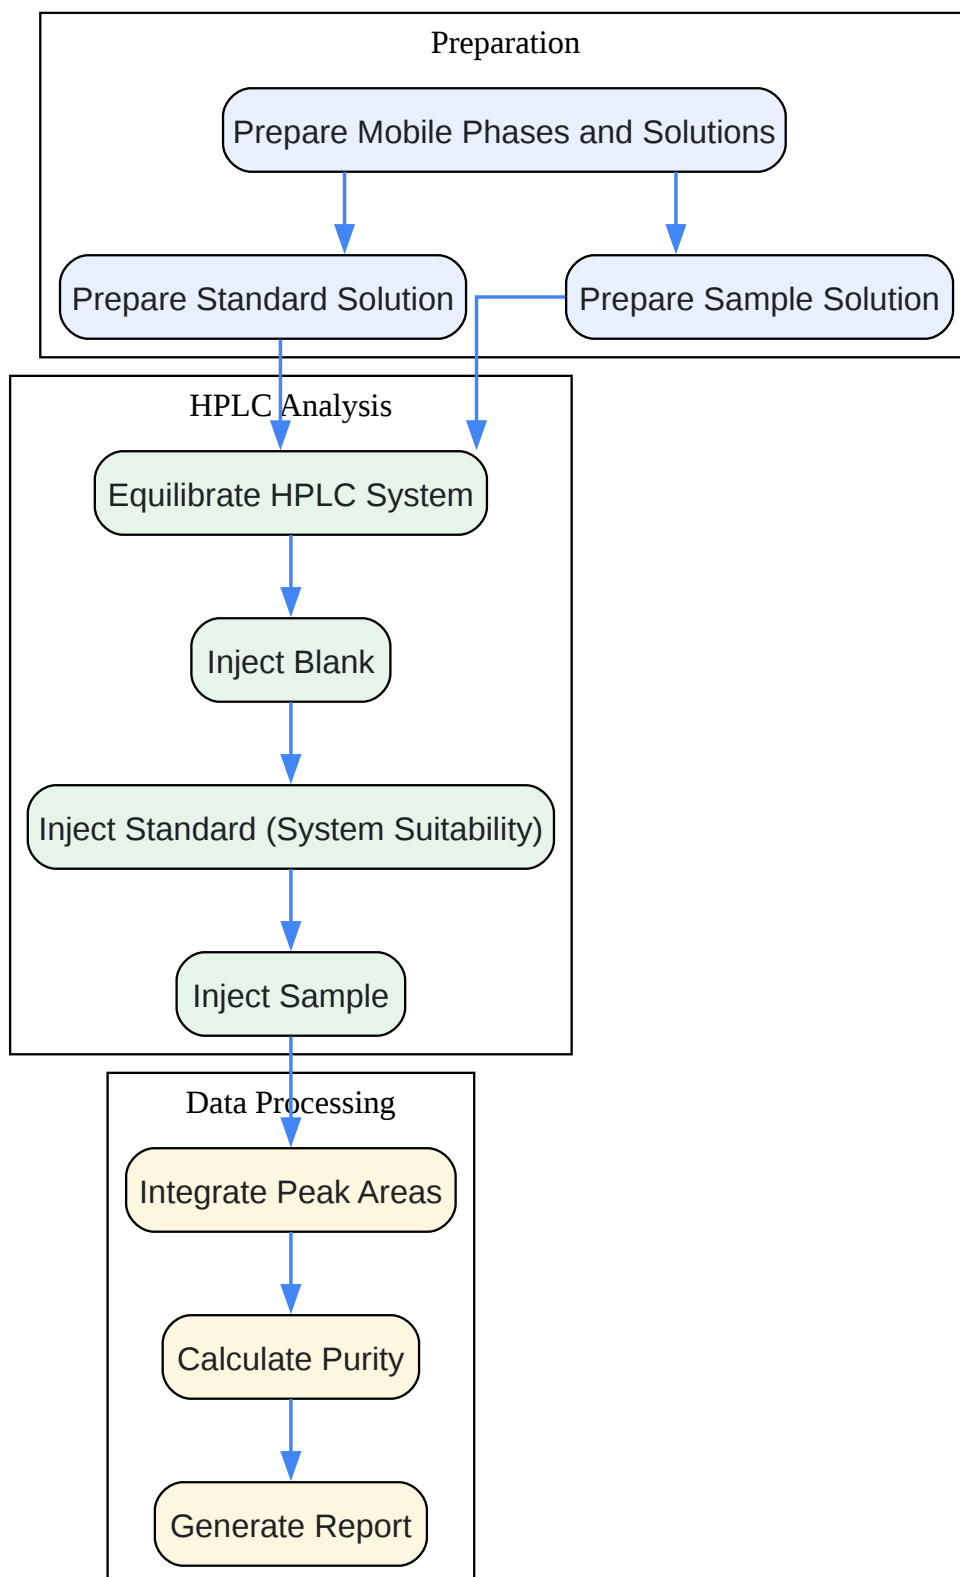 Preparation
Prepare Mobile Phases and Solutions
Prepare Standard Solution
Prepare Sample Solution
HPLC Analysis
Equilibrate HPLC System
Inject Blank
Inject Standard (System Suitability)
Inject Sample
Data Processing
Integrate Peak Areas
Calculate Purity
Generate Report